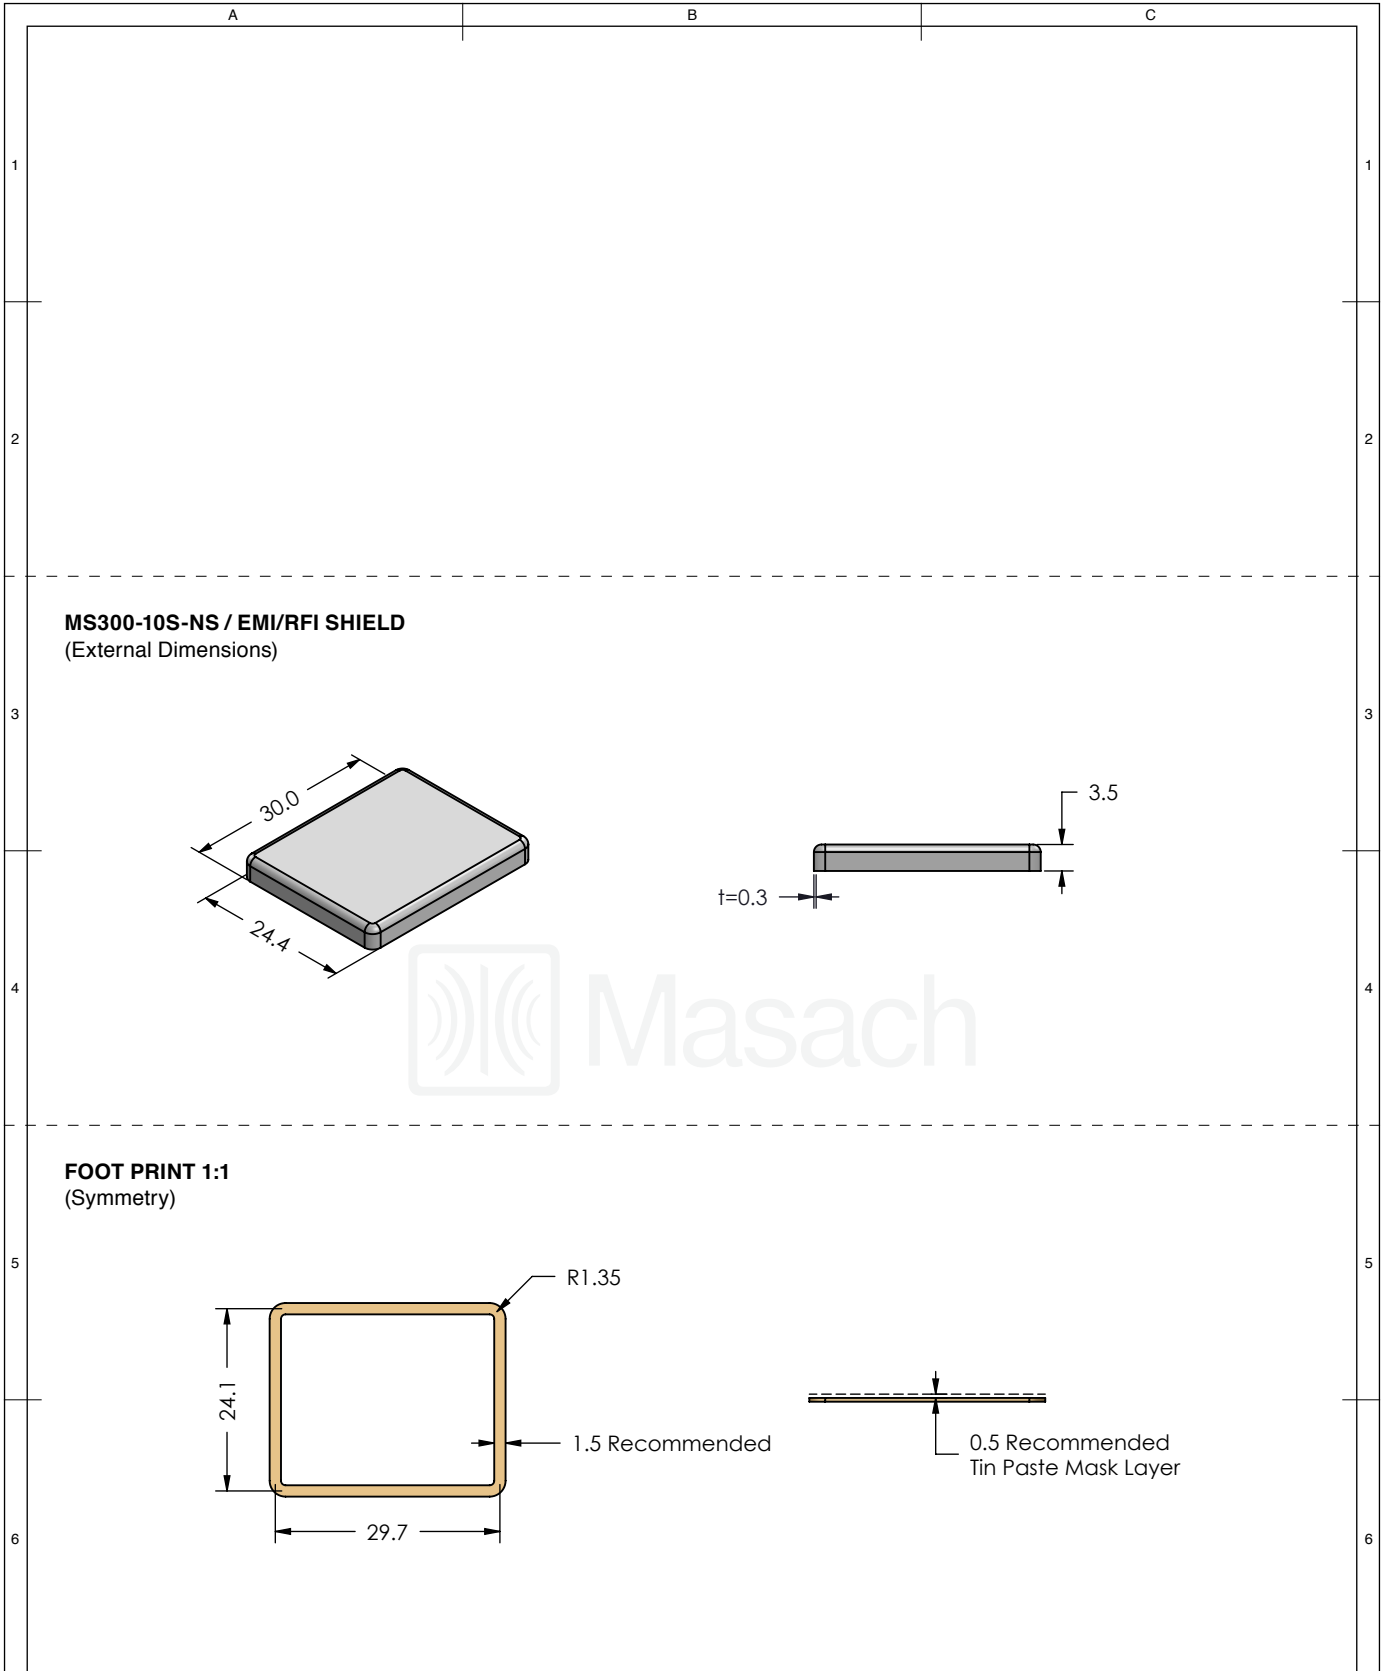 A B C
1 1
2 2
MS300-10S-NS / EMI/RFI SHIELD
(External Dimensions)
3 3
30.0
24.4
3.5
t=0.3
4 4
Masach
FOOT PRINT 1:1
(Symmetry)
5 5
R1.35
24.1
1.5 Recommended
0.5 Recommended
Tin Paste Mask Layer
29.7
6 6